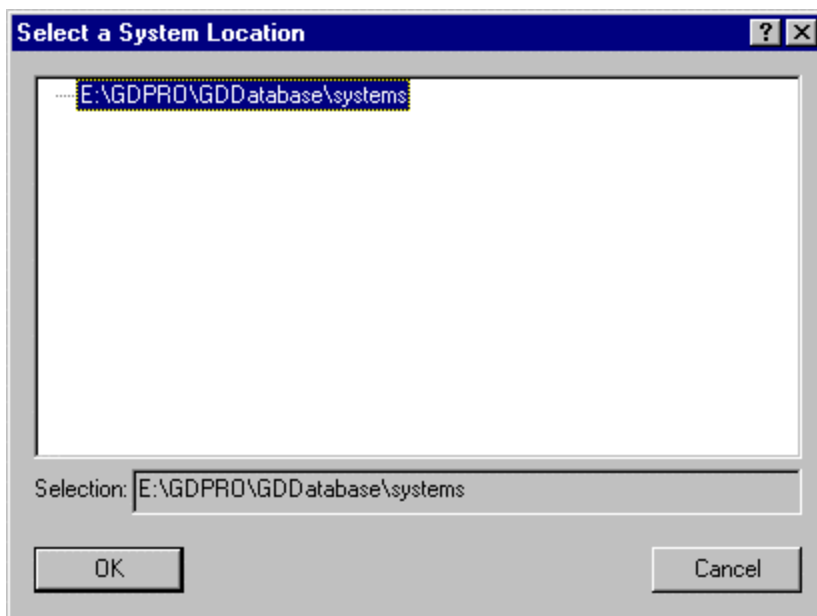 Select a System Location
E:\GDPRO\GDDatabase\systems
Selection: E:\GDPRO\GDDatabase\systems
OK Cancel